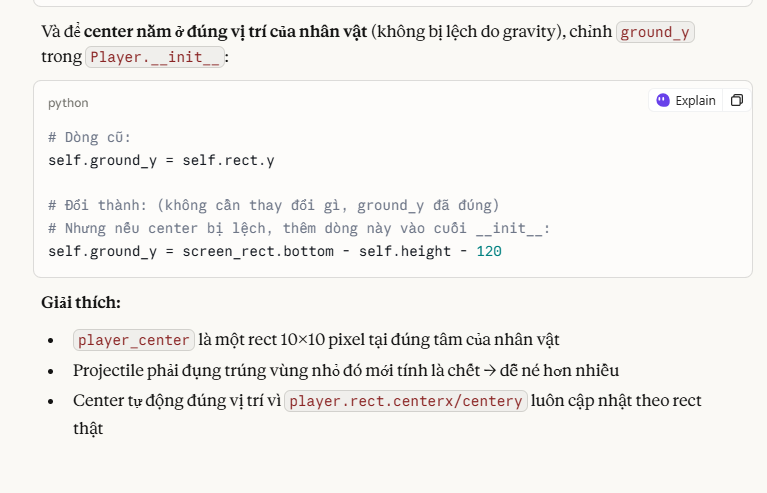 Và để center nằm ở đúng vị trí của nhân vật (không bị lệch do gravity), chỉnh ground_y
trong Player.__init__:
python
Explain
# Dòng cũ:
self.ground_y = self.rect.y
# Đổi thành: (không cần thay đổi gì, ground_y đã đúng)
# Nhưng nếu center bị lệch, thêm dòng này vào cuối __init__:
self.ground_y = screen_rect.bottom - self.height - 120
Giải thích:
• player_center là một rect 10×10 pixel tại đúng tâm của nhân vật
• Projectile phải đụng trúng vùng nhỏ đó mới tính là chết → dễ né hơn nhiều
• Center tự động đúng vị trí vì player.rect.centerx/centery luôn cập nhật theo rect
thật